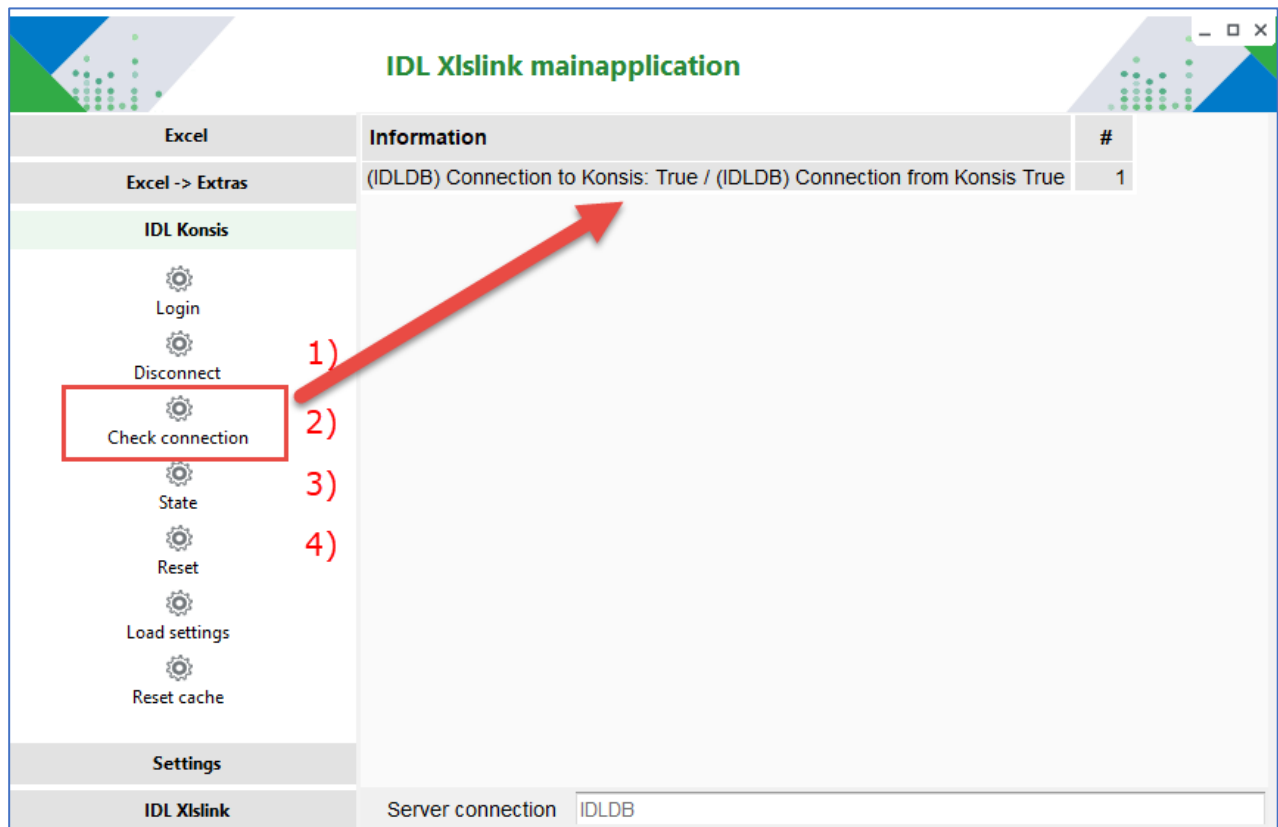 IDL Xlslink mainapplication
Excel
Excel -> Extras
IDL Konsis
Login
Disconnect
1)
Check connection
2)
State
3)
Reset
4)
Load settings
Reset cache
Settings
IDL Xlslink
Information #
(IDLDB) Connection to Konsis: True / (IDLDB) Connection from Konsis True 1
Server connection IDLDB